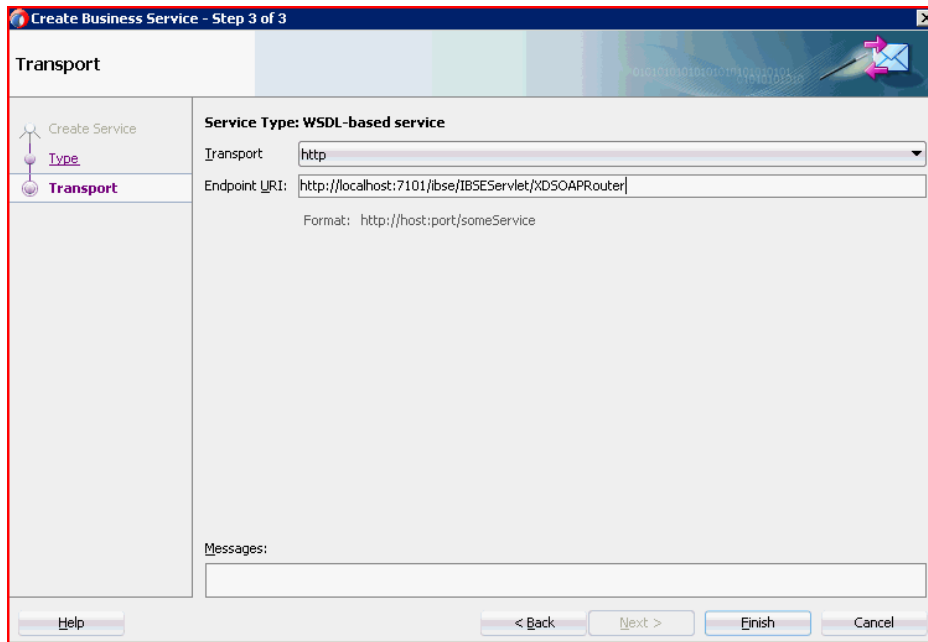 Create Business Service - Step 3 of 3
Transport
Create Service
Type
Transport
Service Type: WSDL-based service
Transport http
Endpoint URI: http://localhost:7101/ibse/IBSEServlet/XDSOAPRouter
Format: http://host:port/someService
Messages:
Help < Back Next > Finish Cancel